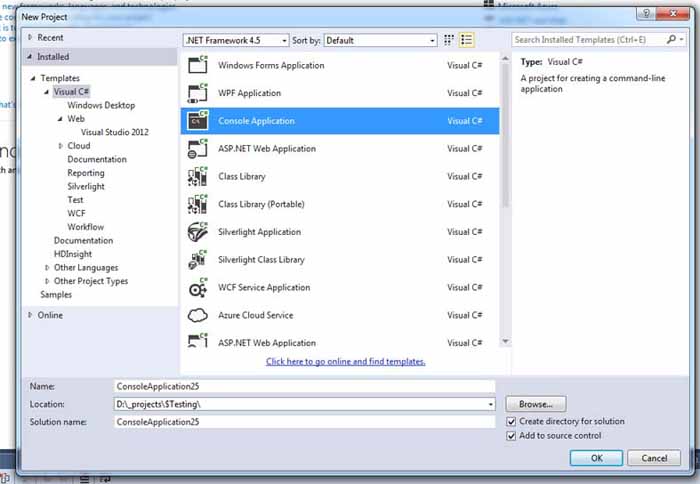 New Project
Recent
.NET Framework 4.5
Sort by: Default
Search Installed Templates (Ctrl+E)
Installed
Templates
Visual C#
Windows Desktop
Web
Visual Studio 2012
Cloud
Documentation
Reporting
Silverlight
Test
WCF
Workflow
Documentation
HDInsight
Other Languages
Other Project Types
Samples
Online
Windows Forms Application Visual C#
WPF Application Visual C#
Console Application Visual C#
ASP.NET Web Application Visual C#
Class Library Visual C#
Class Library (Portable) Visual C#
Silverlight Application Visual C#
Silverlight Class Library Visual C#
WCF Service Application Visual C#
Azure Cloud Service Visual C#
ASP.NET MVC Web Application Visual C#
Click here to go online and find templates.
Type: Visual C#
A project for creating a command-line
application
Name: ConsoleApplication25
Location: D:\_projects\$Testing\
Browse...
Solution name: ConsoleApplication25
Create directory for solution
Add to source control
OK
Cancel